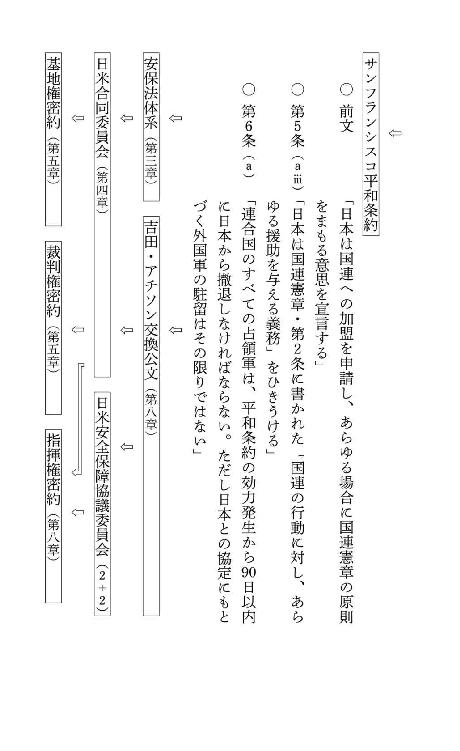 ⇦
サンフランシスコ平和条約
○ 前文 「日本は国連への加盟を申請し、あらゆる場合に国連憲章の原則
をまもる意思を宣言する」
○ 第5条(aⅲ)「日本は国連憲章・第2条に書かれた「国連の行動に対し、あら
ゆる援助を与える義務」をひきうける」
○ 第6条(a) 「連合国のすべての占領軍は、平和条約の効力発生から90日以内
に日本から撤退しなければならない。ただし日本との協定にもと
づく外国軍の駐留はその限りではない」
⇦ ⇦
安保法体系(第三章)
吉田・アチソン交換公文(第八章)
⇦ ⇦ ⇦
日米合同委員会(第四章)
日米安全保障協議委員会(2+2)
⇦ ⇦ ⇦
基地権密約(第五章)
裁判権密約(第五章)
指揮権密約(第八章)